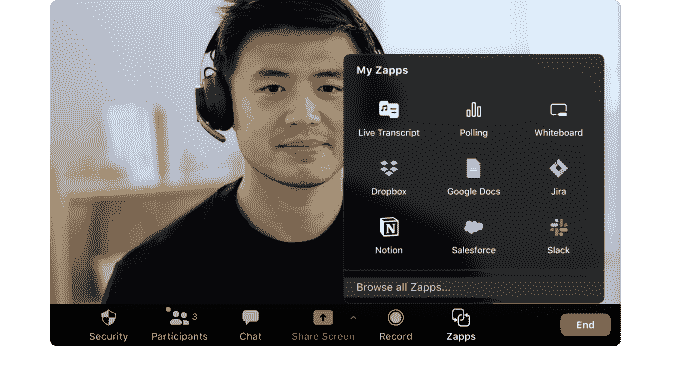 My Zapps
Live Transcript
Polling
Whiteboard
Dropbox
Google Docs
Jira
N
Notion
Salesforce
Slack
Browse all Zapps...
3
Security
Participants
Chat
Share Screen
Record
Zapps
End